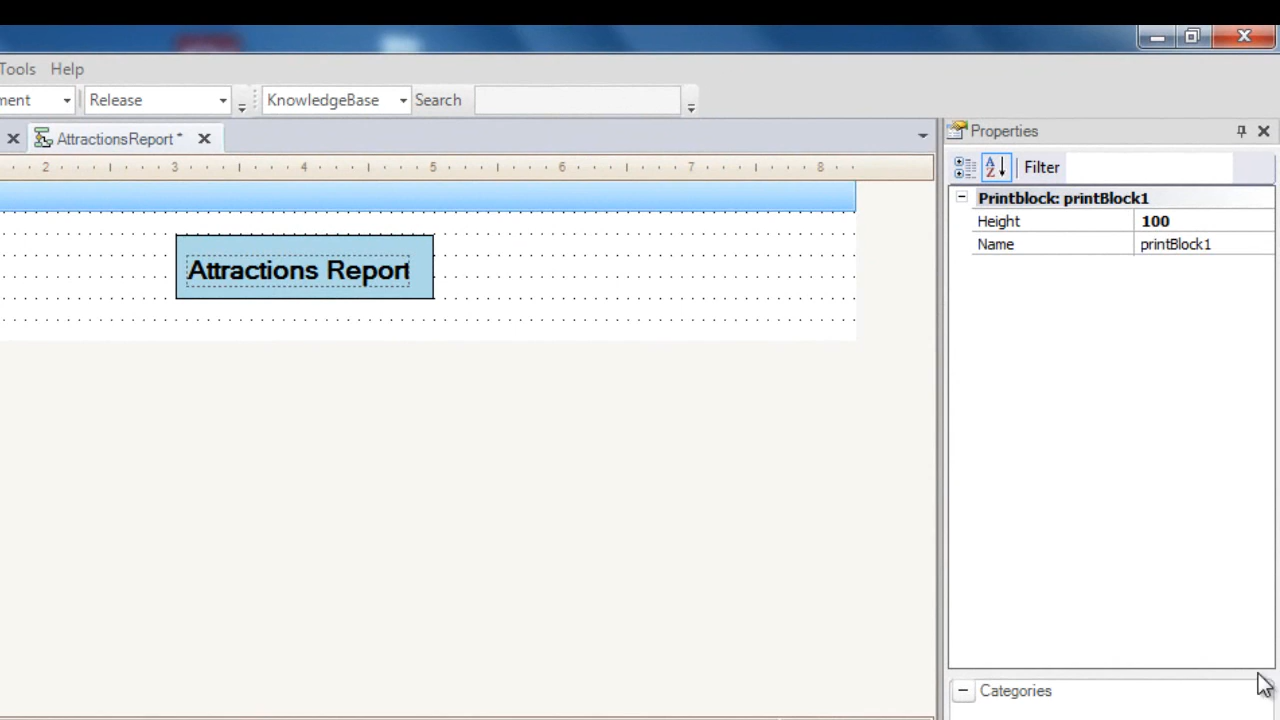 Tools Help
ment Release KnowledgeBase Search
AttractionsReport *
Properties
2 3 4 5 6 7 8
Filter
Printblock: printBlock1
Height 100
Name printBlock1
Attractions Report
Categories